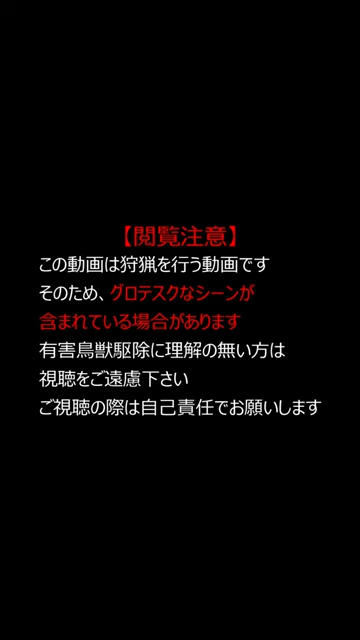 【閲覧注意】
この動画は狩猟を行う動画です
そのため、グロテスクなシーンが
含まれている場合があります
有害鳥獣駆除に理解の無い方は
視聴をご遠慮下さい
ご視聴の際は自己責任でお願いします